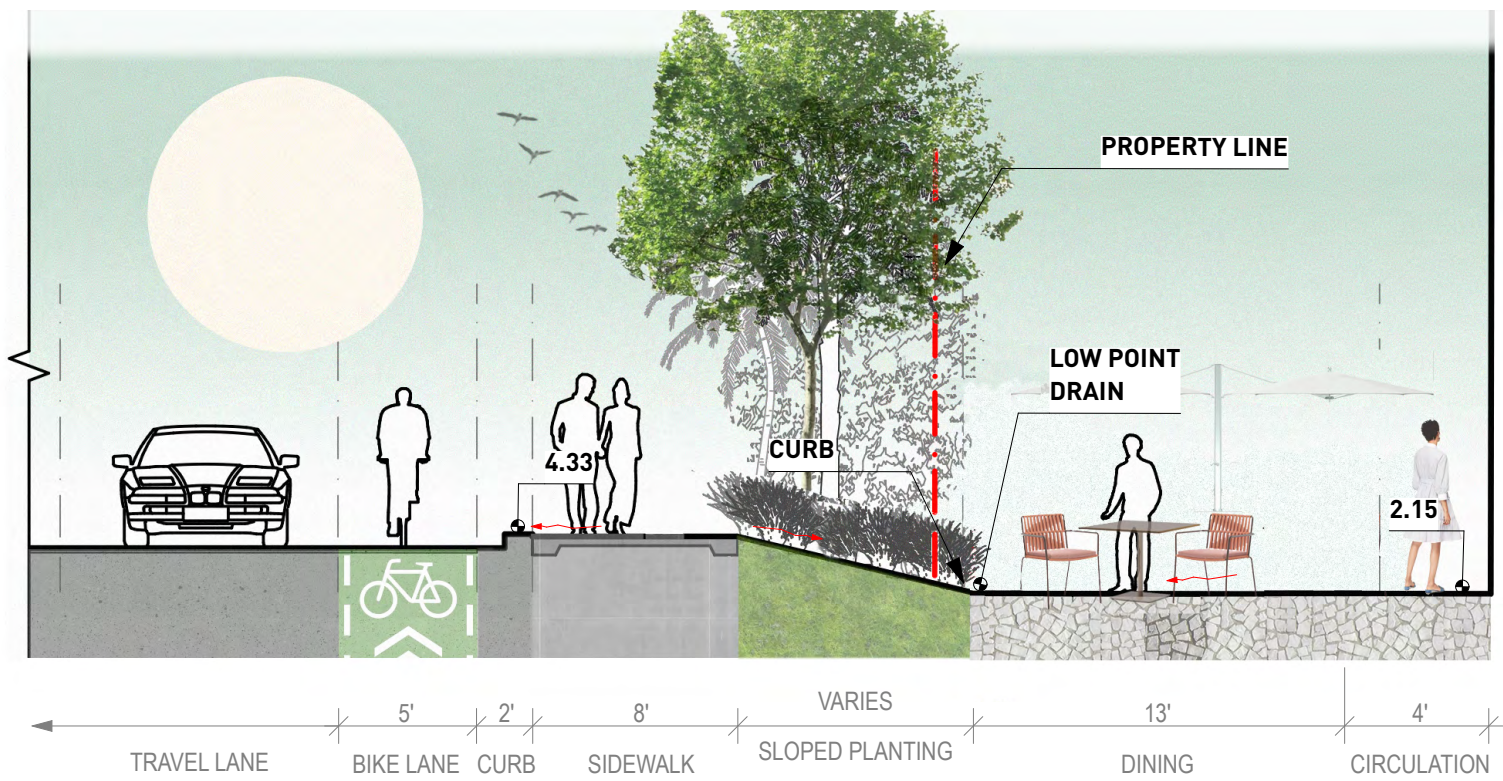 PROPERTY LINE
LOW POINT
DRAIN
CURB
4.33
2.15
5'
2'
8'
VARIES
13'
4'
TRAVEL LANE
BIKE LANE
CURB
SIDEWALK
SLOPED PLANTING
DINING
CIRCULATION